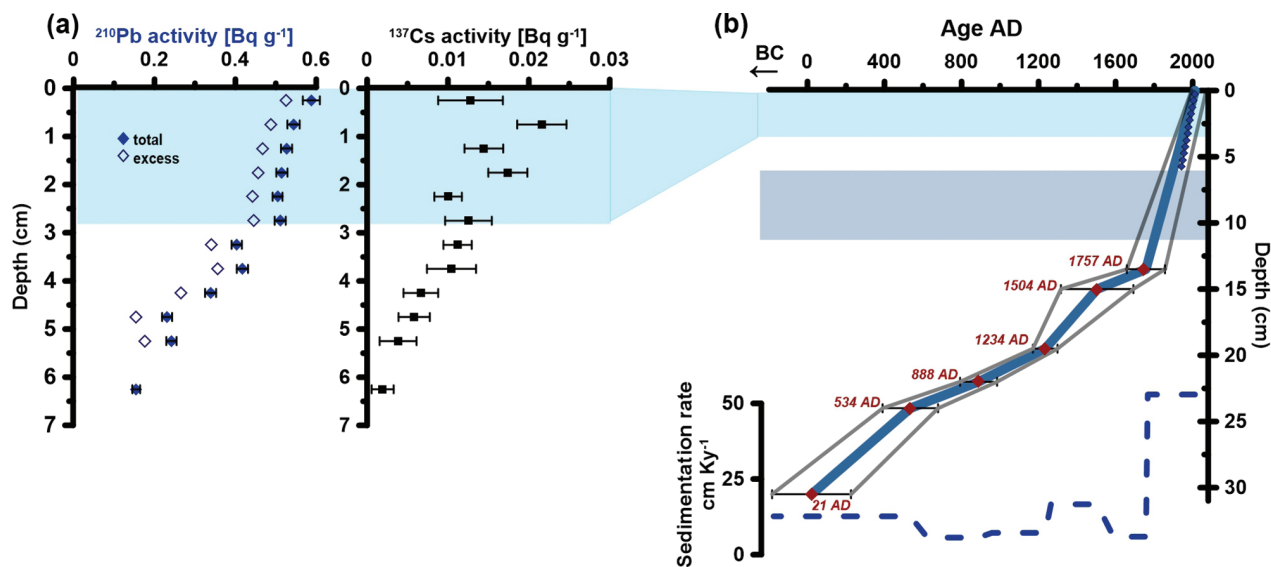 (a)
²¹⁰Pb activity [Bq g⁻¹]
0 0.2 0.4 0.6
¹³⁷Cs activity [Bq g⁻¹]
0 0.01 0.02 0.03
Depth (cm)
0
1
2
3
4
5
6
7
total
excess
0
1
2
3
4
5
6
7
(b)
Age AD
BC
0 400 800 1200 1600 2000
0
5
10
15
20
25
30
Depth (cm)
1757 AD
1504 AD
1234 AD
888 AD
534 AD
21 AD
Sedimentation rate
cm Ky⁻¹
50
25
0